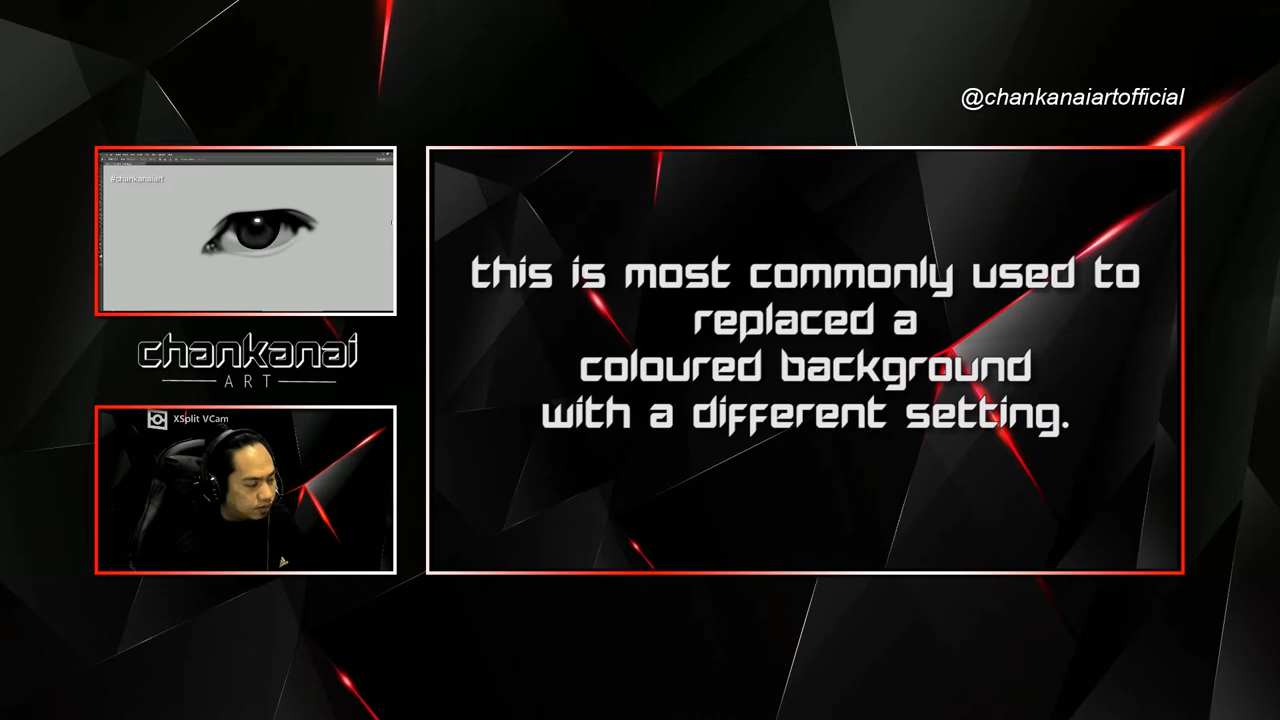 @chankanaiartofficial
#chankanaiart
chankanai
ART
XSplit VCam
this is most commonly used to
replaced a
coloured background
with a different setting.